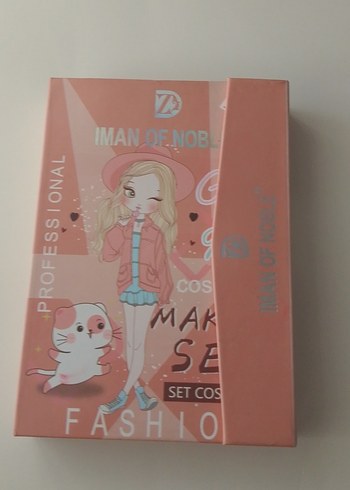 IMAN OF NOBL
PROFESSIONAL
COS
MAK
SE
SET COS
FASHIO
IMAN OF NOBLE